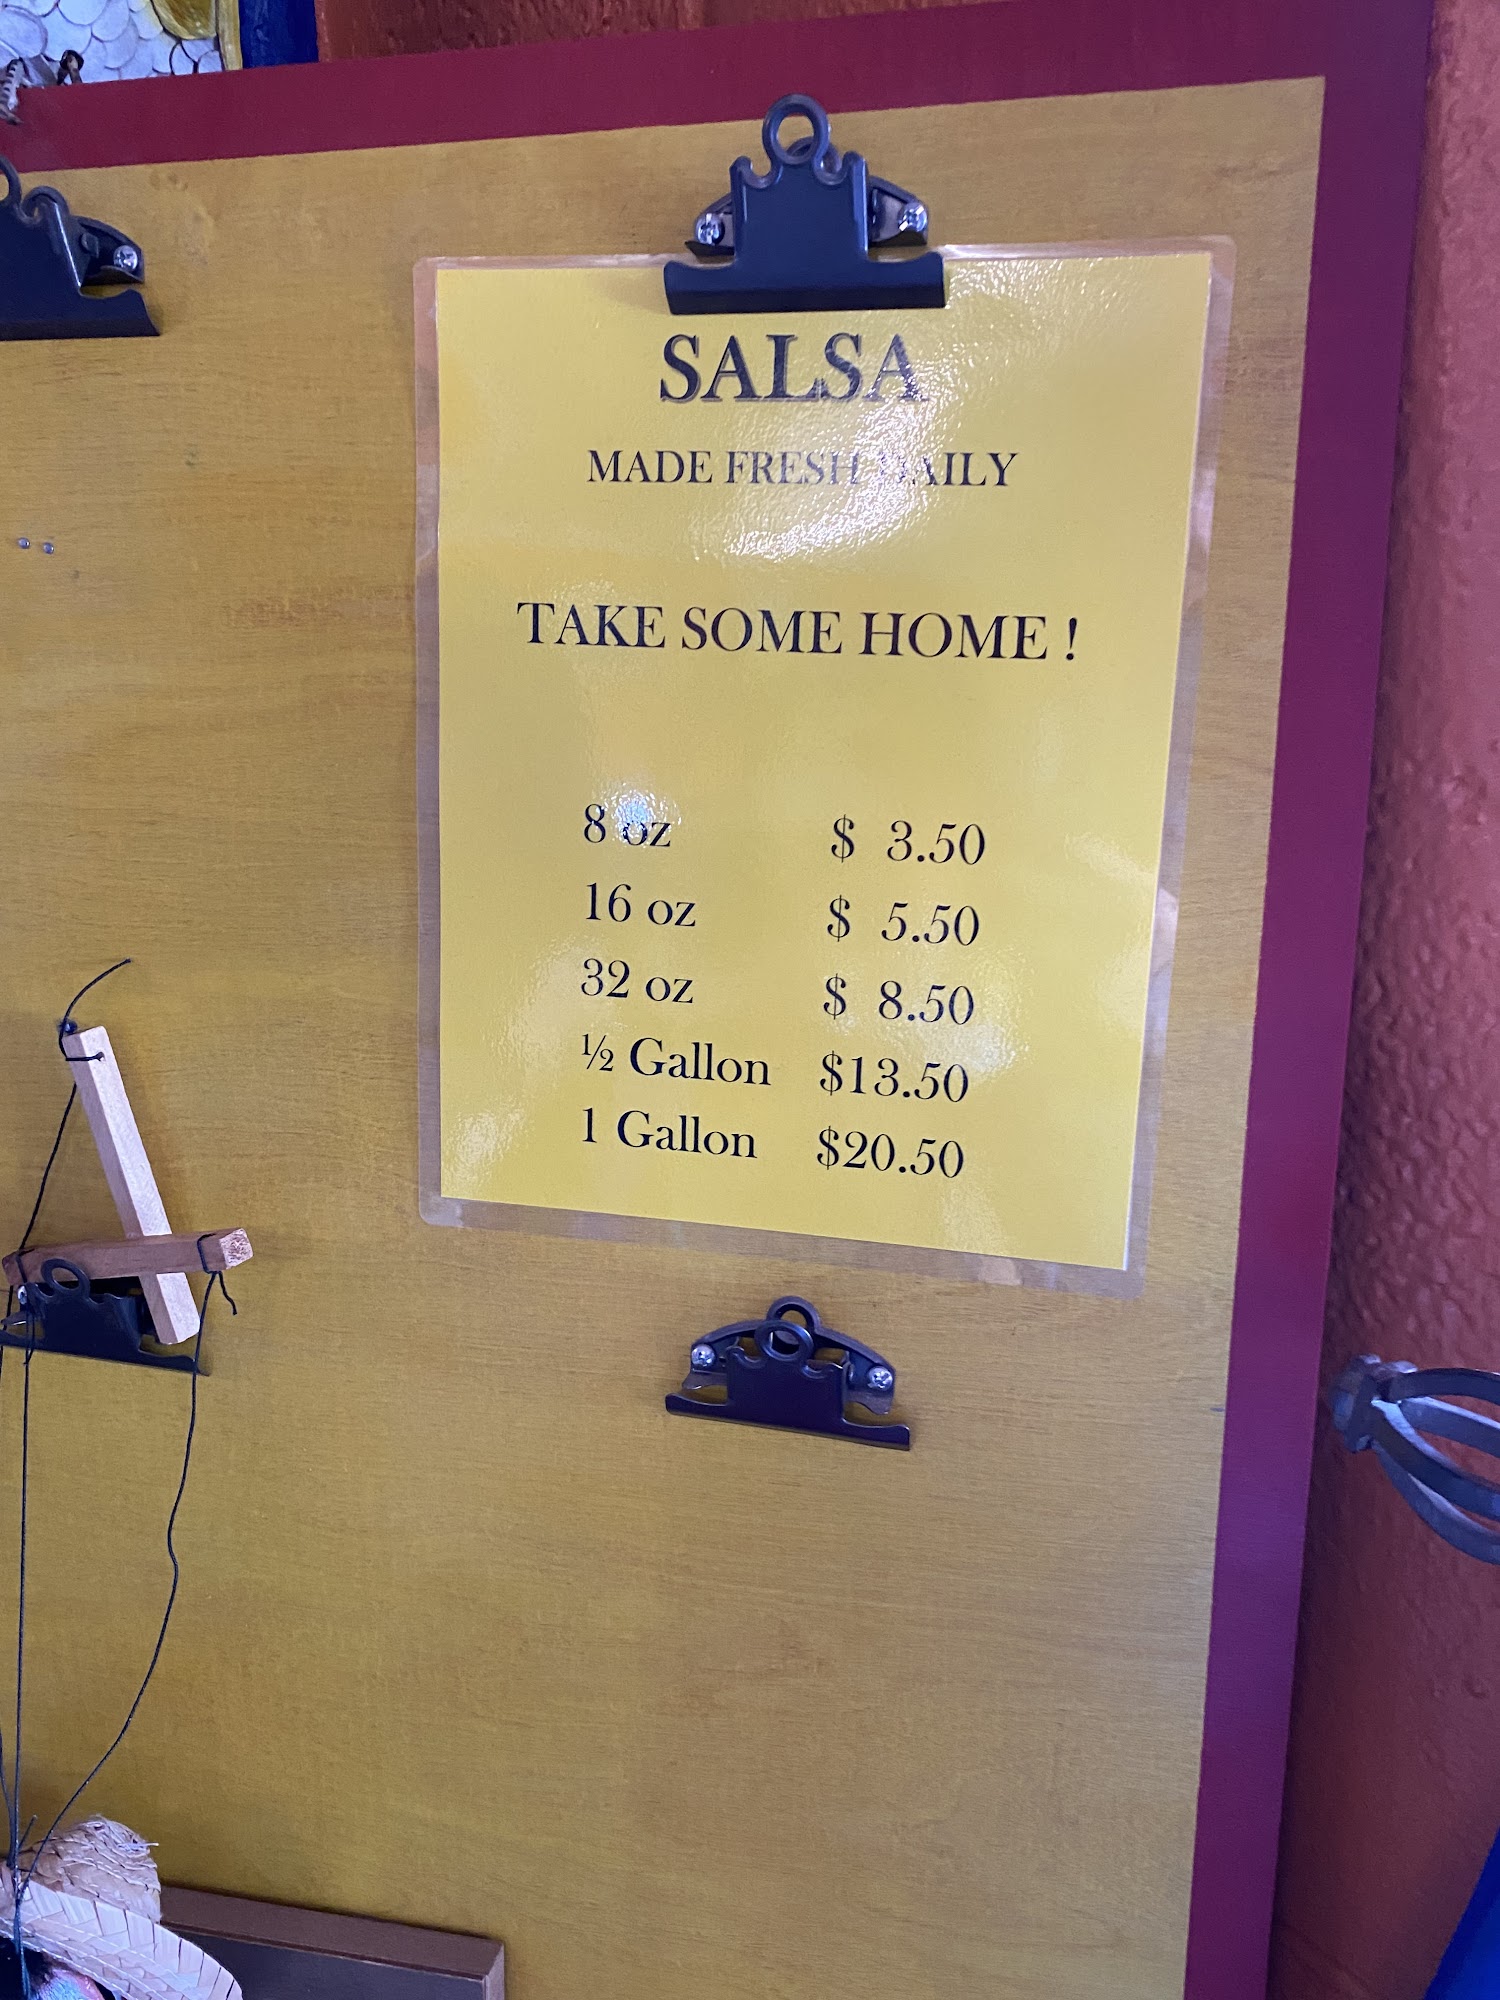 SALSA
MADE FRESH DAILY
TAKE SOME HOME !
8 oz $ 3.50
16 oz $ 5.50
32 oz $ 8.50
½ Gallon $13.50
1 Gallon $20.50